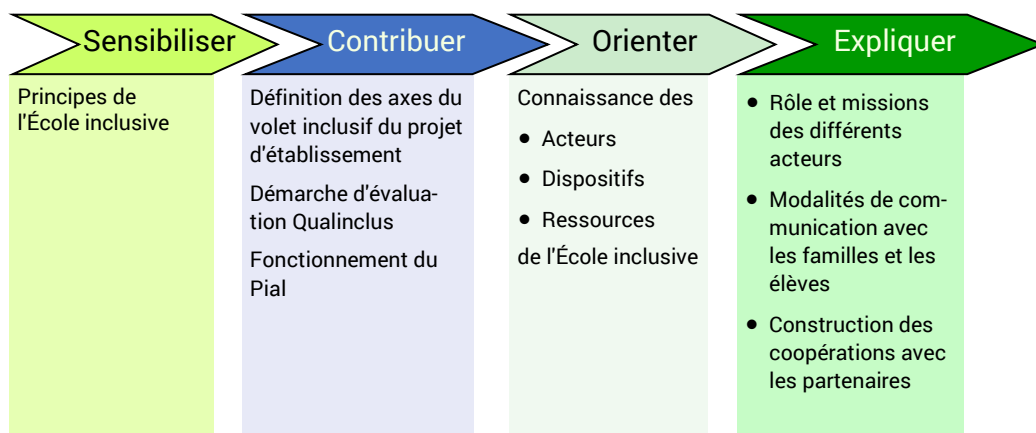 Sensibiliser
Principes de
l'École inclusive
Contribuer
Définition des axes du
volet inclusif du projet
d'établissement
Démarche d'évalua-
tion Qualinclus
Fonctionnement du
Pial
Orienter
Connaissance des
• Acteurs
• Dispositifs
• Ressources
de l'École inclusive
Expliquer
• Rôle et missions
des différents
acteurs
• Modalités de com-
munication avec
les familles et les
élèves
• Construction des
coopérations avec
les partenaires